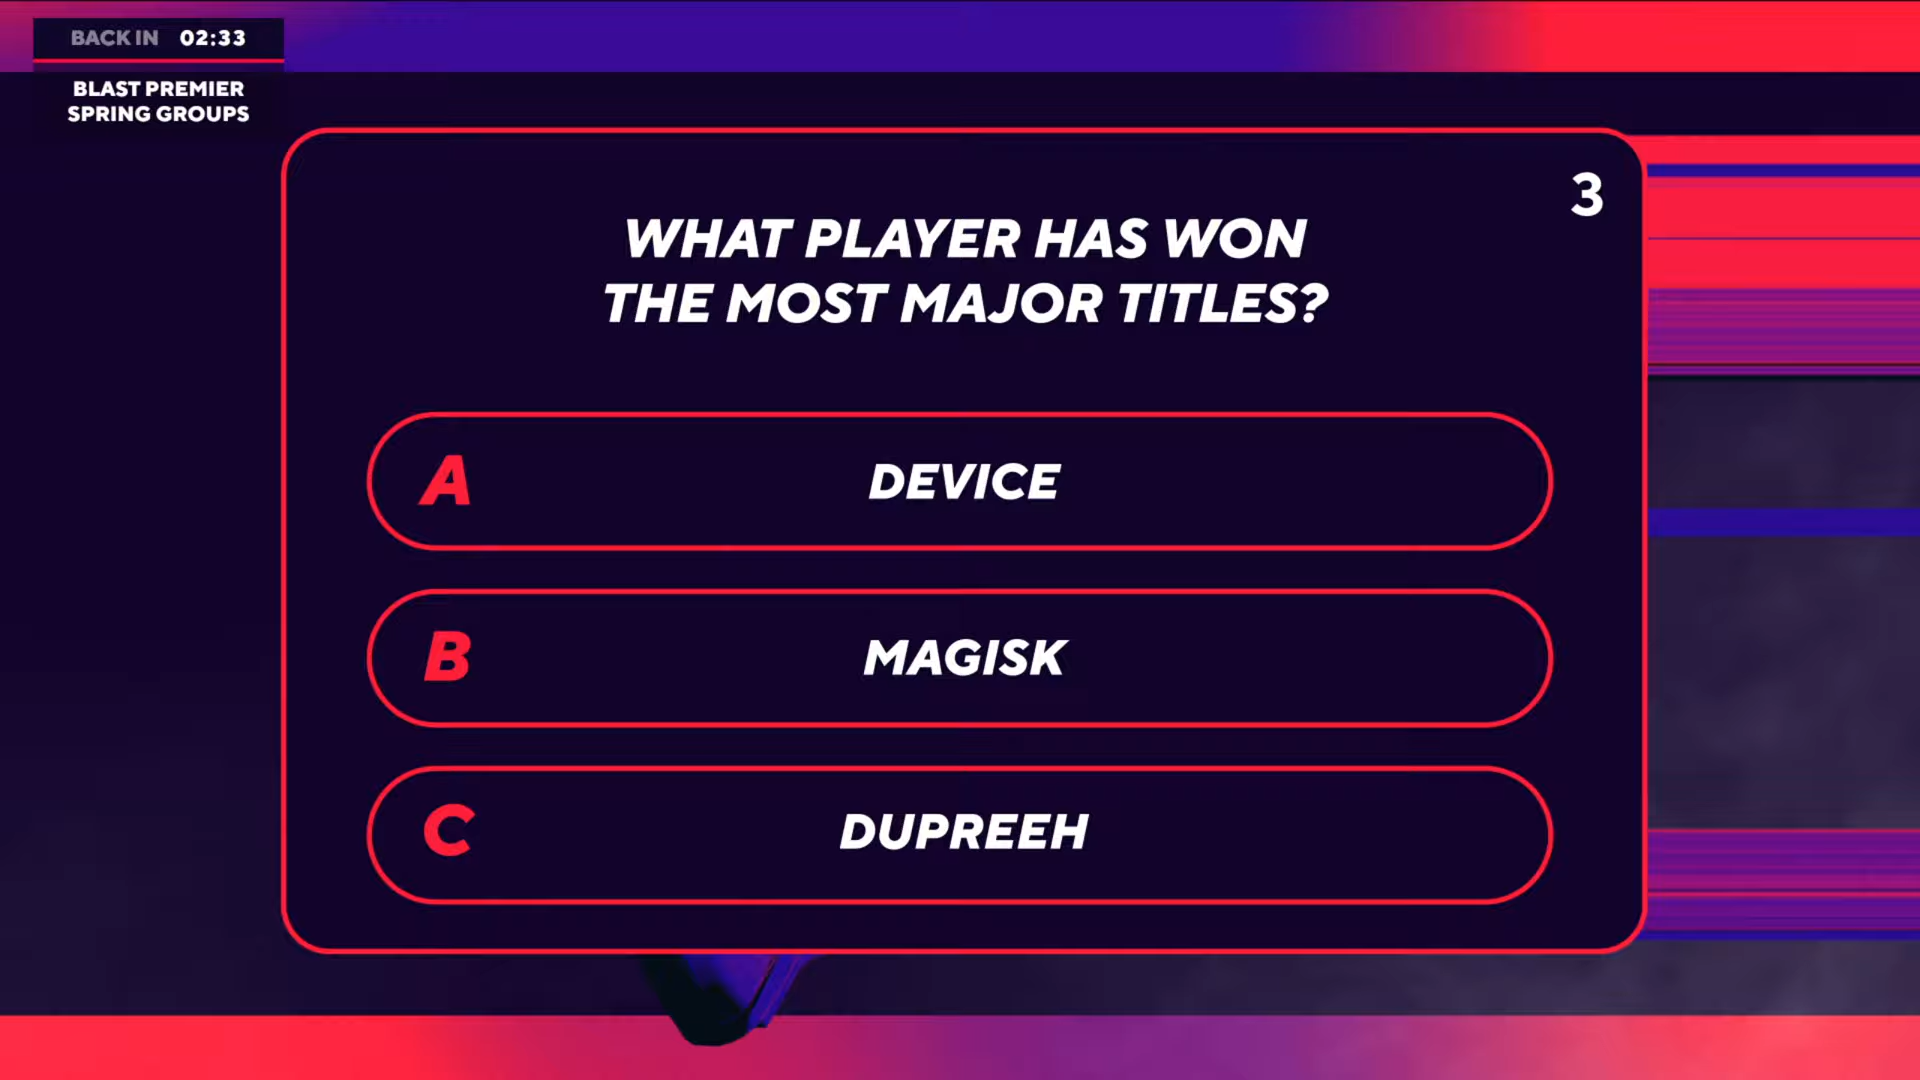 BACK IN 02:33
BLAST PREMIER
SPRING GROUPS
3
WHAT PLAYER HAS WON
THE MOST MAJOR TITLES?
A DEVICE
B MAGISK
C DUPREEH